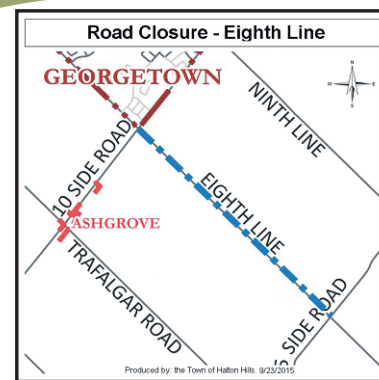 Road Closure - Eighth Line
GEORGETOWN
N
W E
S
NINTH LINE
10 SIDE ROAD
EIGHTH LINE
ASHGROVE
TRAFALGAR ROAD
SIDE ROAD
Produced by: the Town of Halton Hills. 9/23/2015